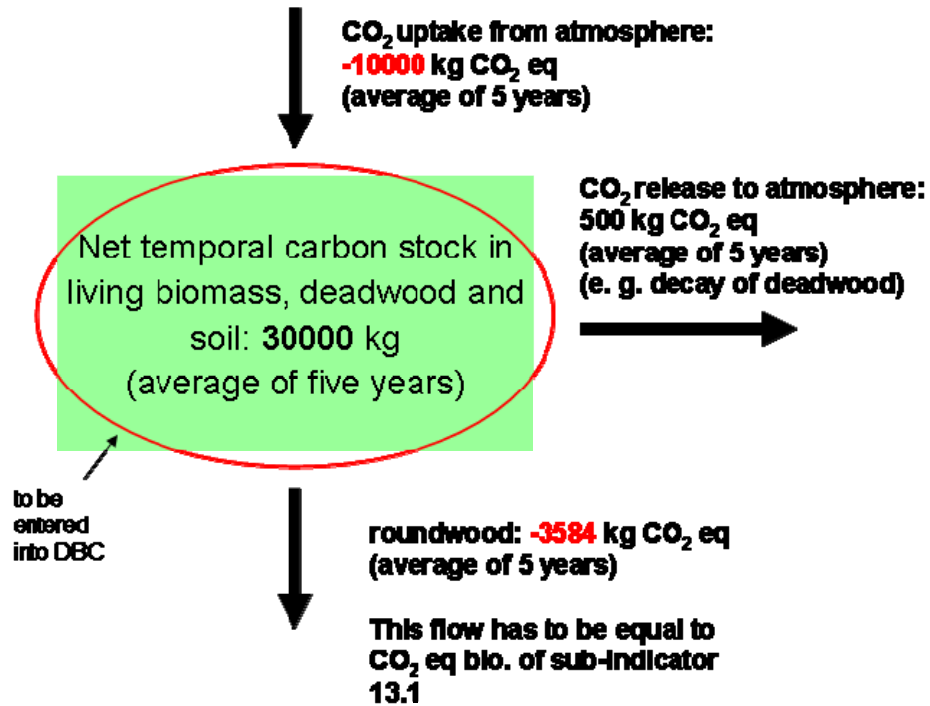 CO₂ uptake from atmosphere:
-10000 kg CO₂ eq
(average of 5 years)
CO₂ release to atmosphere:
500 kg CO₂ eq
(average of 5 years)
(e. g. decay of deadwood)
Net temporal carbon stock in
living biomass, deadwood and
soil: 30000 kg
(average of five years)
to be
entered
into DBC
roundwood: -3584 kg CO₂ eq
(average of 5 years)
This flow has to be equal to
CO₂ eq bio. of sub-indicator
13.1